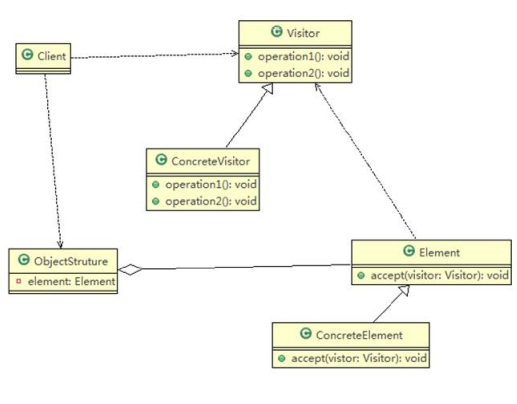 Visitor
operation1(): void
operation2(): void
Client
ConcreteVisitor
operation1(): void
operation2(): void
ObjectStruture
element: Element
Element
accept(visitor: Visitor): void
ConcreteElement
accept(vistor: Visitor): void